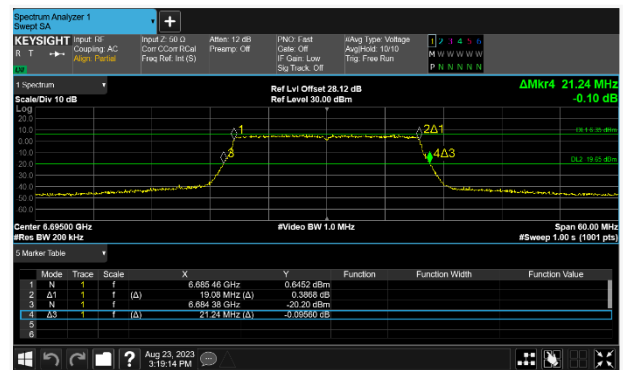 Spectrum Analyzer 1
Swept SA
KEYSIGHT Input: RF Input Z: 50 Ω Atten: 12 dB PNO: Fast #Avg Type: Voltage 1 2 3 4 5 6
R T Coupling: AC Corr CCorr RCal Preamp: Off Gate: Off Avg|Hold: 10/10 M W W W W W
Align: Partial Freq Ref: Int (S) IF Gain: Low Trig: Free Run
Sig Track: Off P N N N N N
1 Spectrum Ref Lvl Offset 28.12 dB ΔMkr4 21.24 MHz
Scale/Div 10 dB Ref Level 30.00 dBm -0.10 dB
Log
20.0
10.0 1 2Δ1
0.00
10.0 3 4Δ3
20.0
30.0
40.0
50.0
60.0
Center 6.69500 GHz #Video BW 1.0 MHz Span 60.00 MHz
#Res BW 200 kHz #Sweep 1.00 s (1001 pts)
5 Marker Table
Mode Trace Scale X Y Function Function Width Function Value
1 N 1 f 6.685 46 GHz 0.6452 dBm
2 Δ1 1 f (Δ) 19.08 MHz (Δ) 0.3868 dB
3 N 1 f 6.684 38 GHz -20.20 dBm
4 Δ3 1 f (Δ) 21.24 MHz (Δ) -0.09560 dB
5
6
? Aug 23, 2023
3:19:14 PM